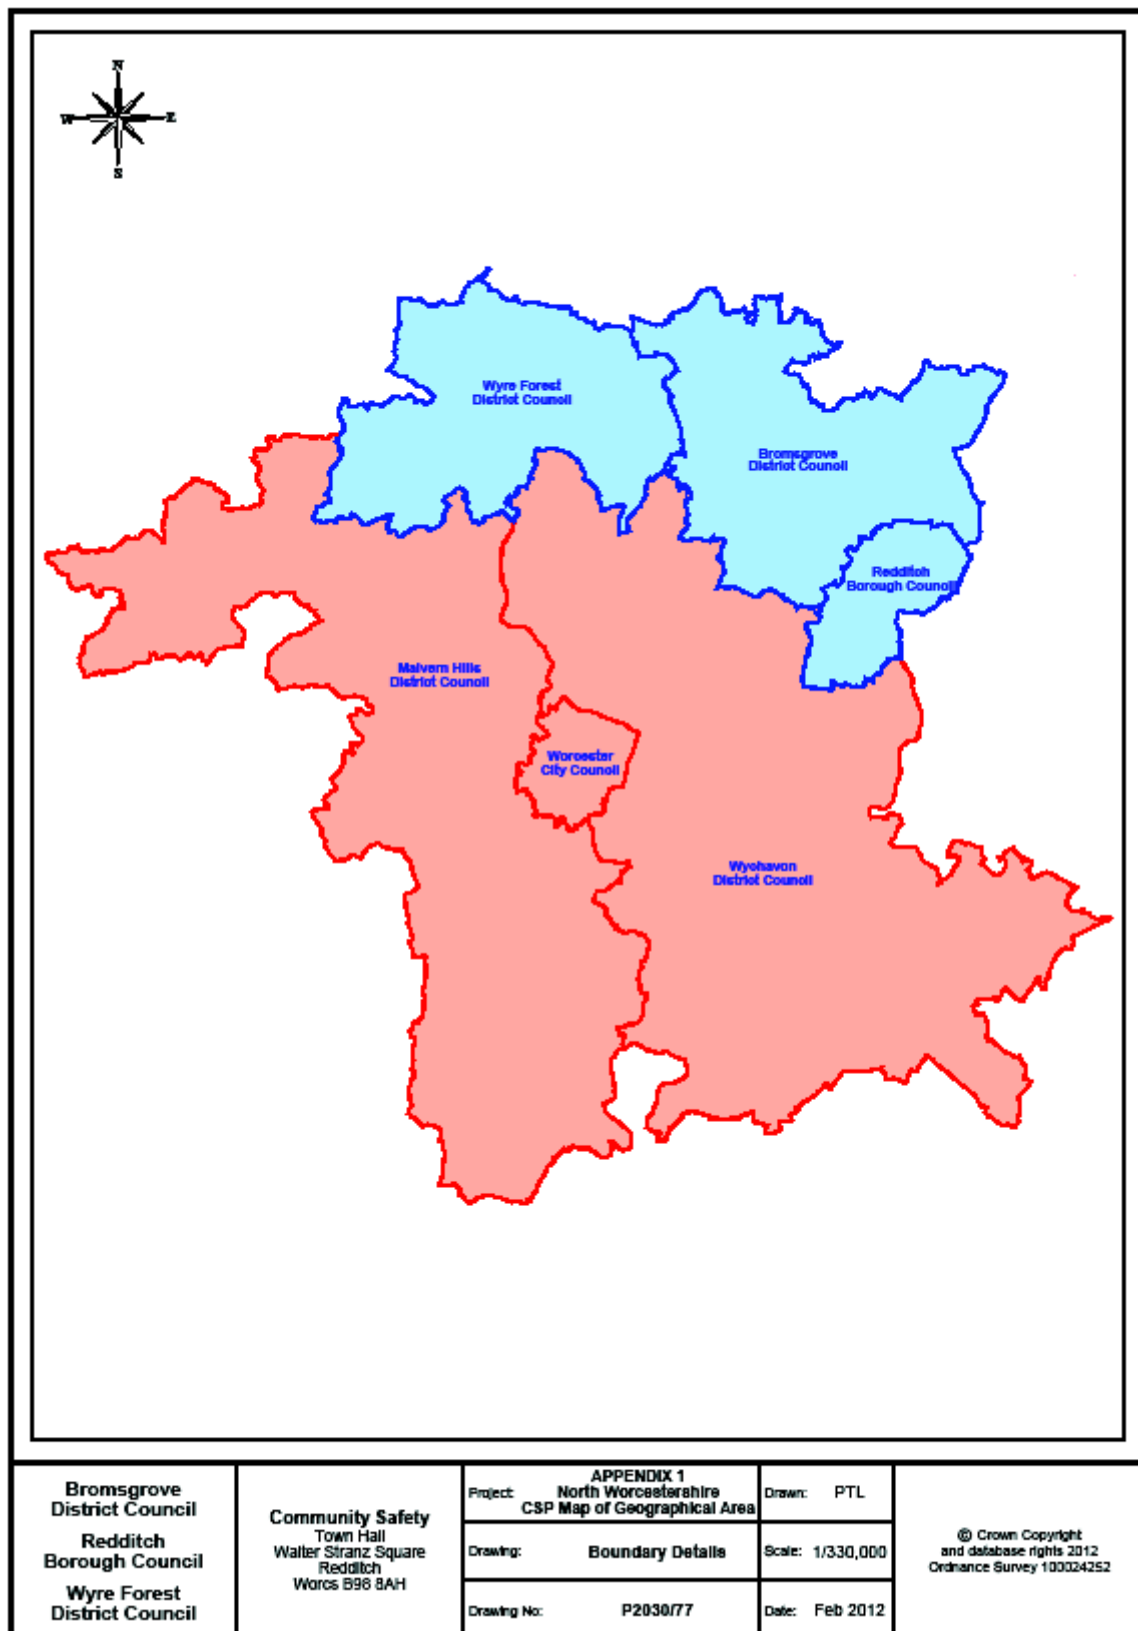 N
W
E
S
Wyre Forest
District Council
Bromsgrove
District Council
Redditch
Borough Council
Malvern Hills
District Council
Worcester
City Council
Wychavon
District Council
Bromsgrove
District Council
Redditch
Borough Council
Wyre Forest
District Council
Community Safety
Town Hall
Walter Stranz Square
Redditch
Worcs B98 8AH
Project:
APPENDIX 1
North Worcestershire
CSP Map of Geographical Area
Drawing:
Boundary Details
Drawing No:
P2030/77
Drawn: PTL
Scale: 1/330,000
Date: Feb 2012
© Crown Copyright
and database rights 2012
Ordnance Survey 100024252